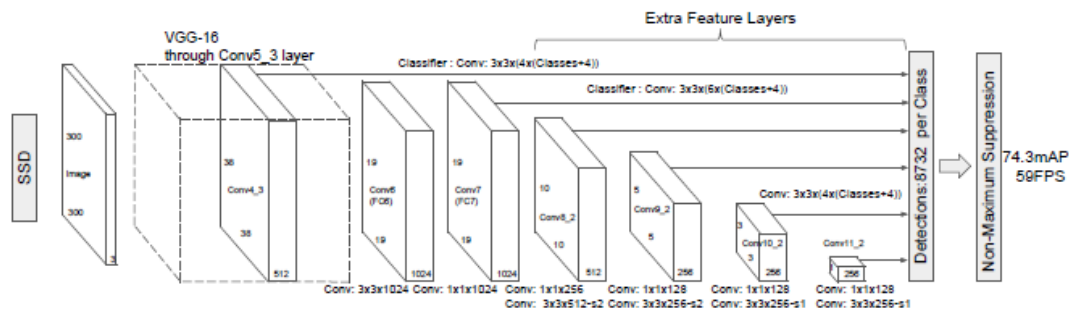 Extra Feature Layers
VGG-16
through Conv5_3 layer
Classifier : Conv: 3x3x(4x(Classes+4))
Classifier : Conv: 3x3x(6x(Classes+4))
SSD
300
Image
300
3
38
Conv4_3
38
512
19
Conv6
(FC6)
19
1024
19
Conv7
(FC7)
19
1024
10
Conv8_2
10
512
5
Conv9_2
5
256
Conv: 3x3x(4x(Classes+4))
3
Conv10_2
3
256
Conv11_2
256
Detections:8732 per Class
Non-Maximum Suppression
74.3mAP
59FPS
Conv: 3x3x1024
Conv: 1x1x1024
Conv: 1x1x256
Conv: 3x3x512-s2
Conv: 1x1x128
Conv: 3x3x256-s2
Conv: 1x1x128
Conv: 3x3x256-s1
Conv: 1x1x128
Conv: 3x3x256-s1